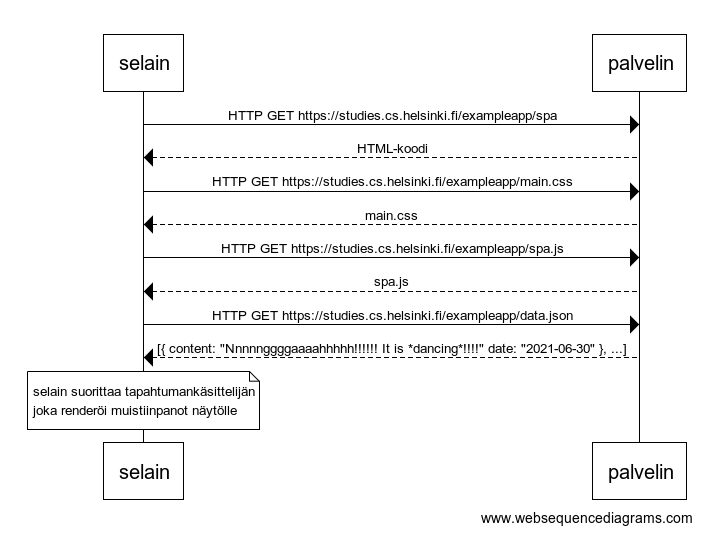 selain
palvelin
HTTP GET https://studies.cs.helsinki.fi/exampleapp/spa
HTML-koodi
HTTP GET https://studies.cs.helsinki.fi/exampleapp/main.css
main.css
HTTP GET https://studies.cs.helsinki.fi/exampleapp/spa.js
spa.js
HTTP GET https://studies.cs.helsinki.fi/exampleapp/data.json
[{ content: "Nnnnnggggaaaahhhhh!!!!!! It is *dancing*!!!!" date: "2021-06-30" }, ...]
selain suorittaa tapahtumankäsittelijän
joka renderöi muistiinpanot näytölle
selain
palvelin
www.websequencediagrams.com